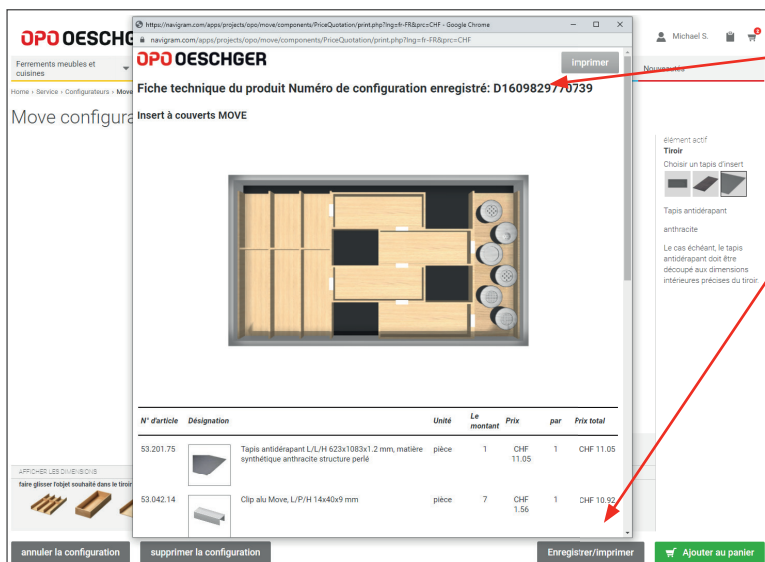 https://navigram.com/apps/projects/opo/move/components/PriceQuotation/print.php?lng=fr-FR&prc=CHF - Google Chrome
navigram.com/apps/projects/opo/move/components/PriceQuotation/print.php?lng=fr-FR&prc=CHF
OPO OESCHG
Michael S.
Ferrements meubles et
cuisines
Nouveautés
Home › Service › Configurateurs › Move
Move configura
OPO OESCHGER
imprimer
Fiche technique du produit Numéro de configuration enregistré: D1609829770739
Insert à couverts MOVE
élément actif
Tiroir
Choisir un tapis d'insert
Tapis antidérapant
anthracite
Le cas échéant, le tapis
antidérapant doit être
découpé aux dimensions
intérieures précises du tiroir.
N° d'article Désignation Unité Le montant Prix par Prix total
53.201.75 Tapis antidérapant L/L/H 623x1083x1.2 mm, matière pièce 1 CHF 1 CHF 11.05
synthétique anthracite structure perlé 11.05
53.042.14 Clip alu Move, L/P/H 14x40x9 mm pièce 7 CHF 1 CHF 10.92
1.56
AFFICHER LES DIMENSIONS
faire glisser l'objet souhaité dans le tiroir
annuler la configuration
supprimer la configuration
Enregistrer/imprimer
Ajouter au panier